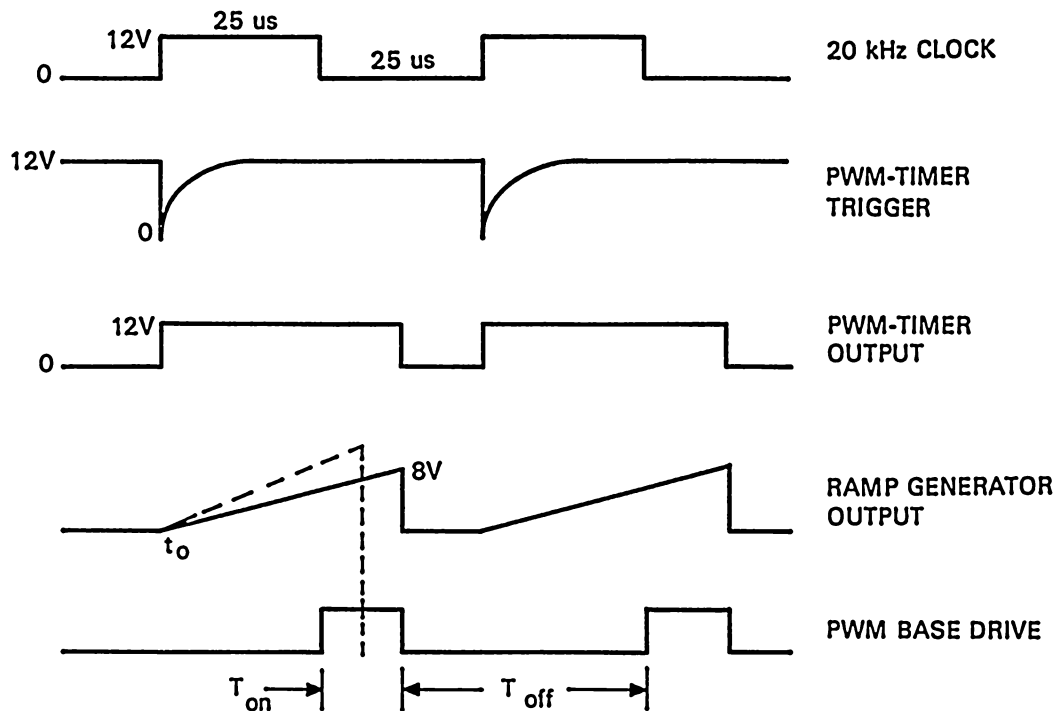 25 us
12V
25 us
0
20 kHz CLOCK
12V
0
PWM-TIMER
TRIGGER
12V
0
PWM-TIMER
OUTPUT
8V
to
RAMP GENERATOR
OUTPUT
PWM BASE DRIVE
Ton
Toff